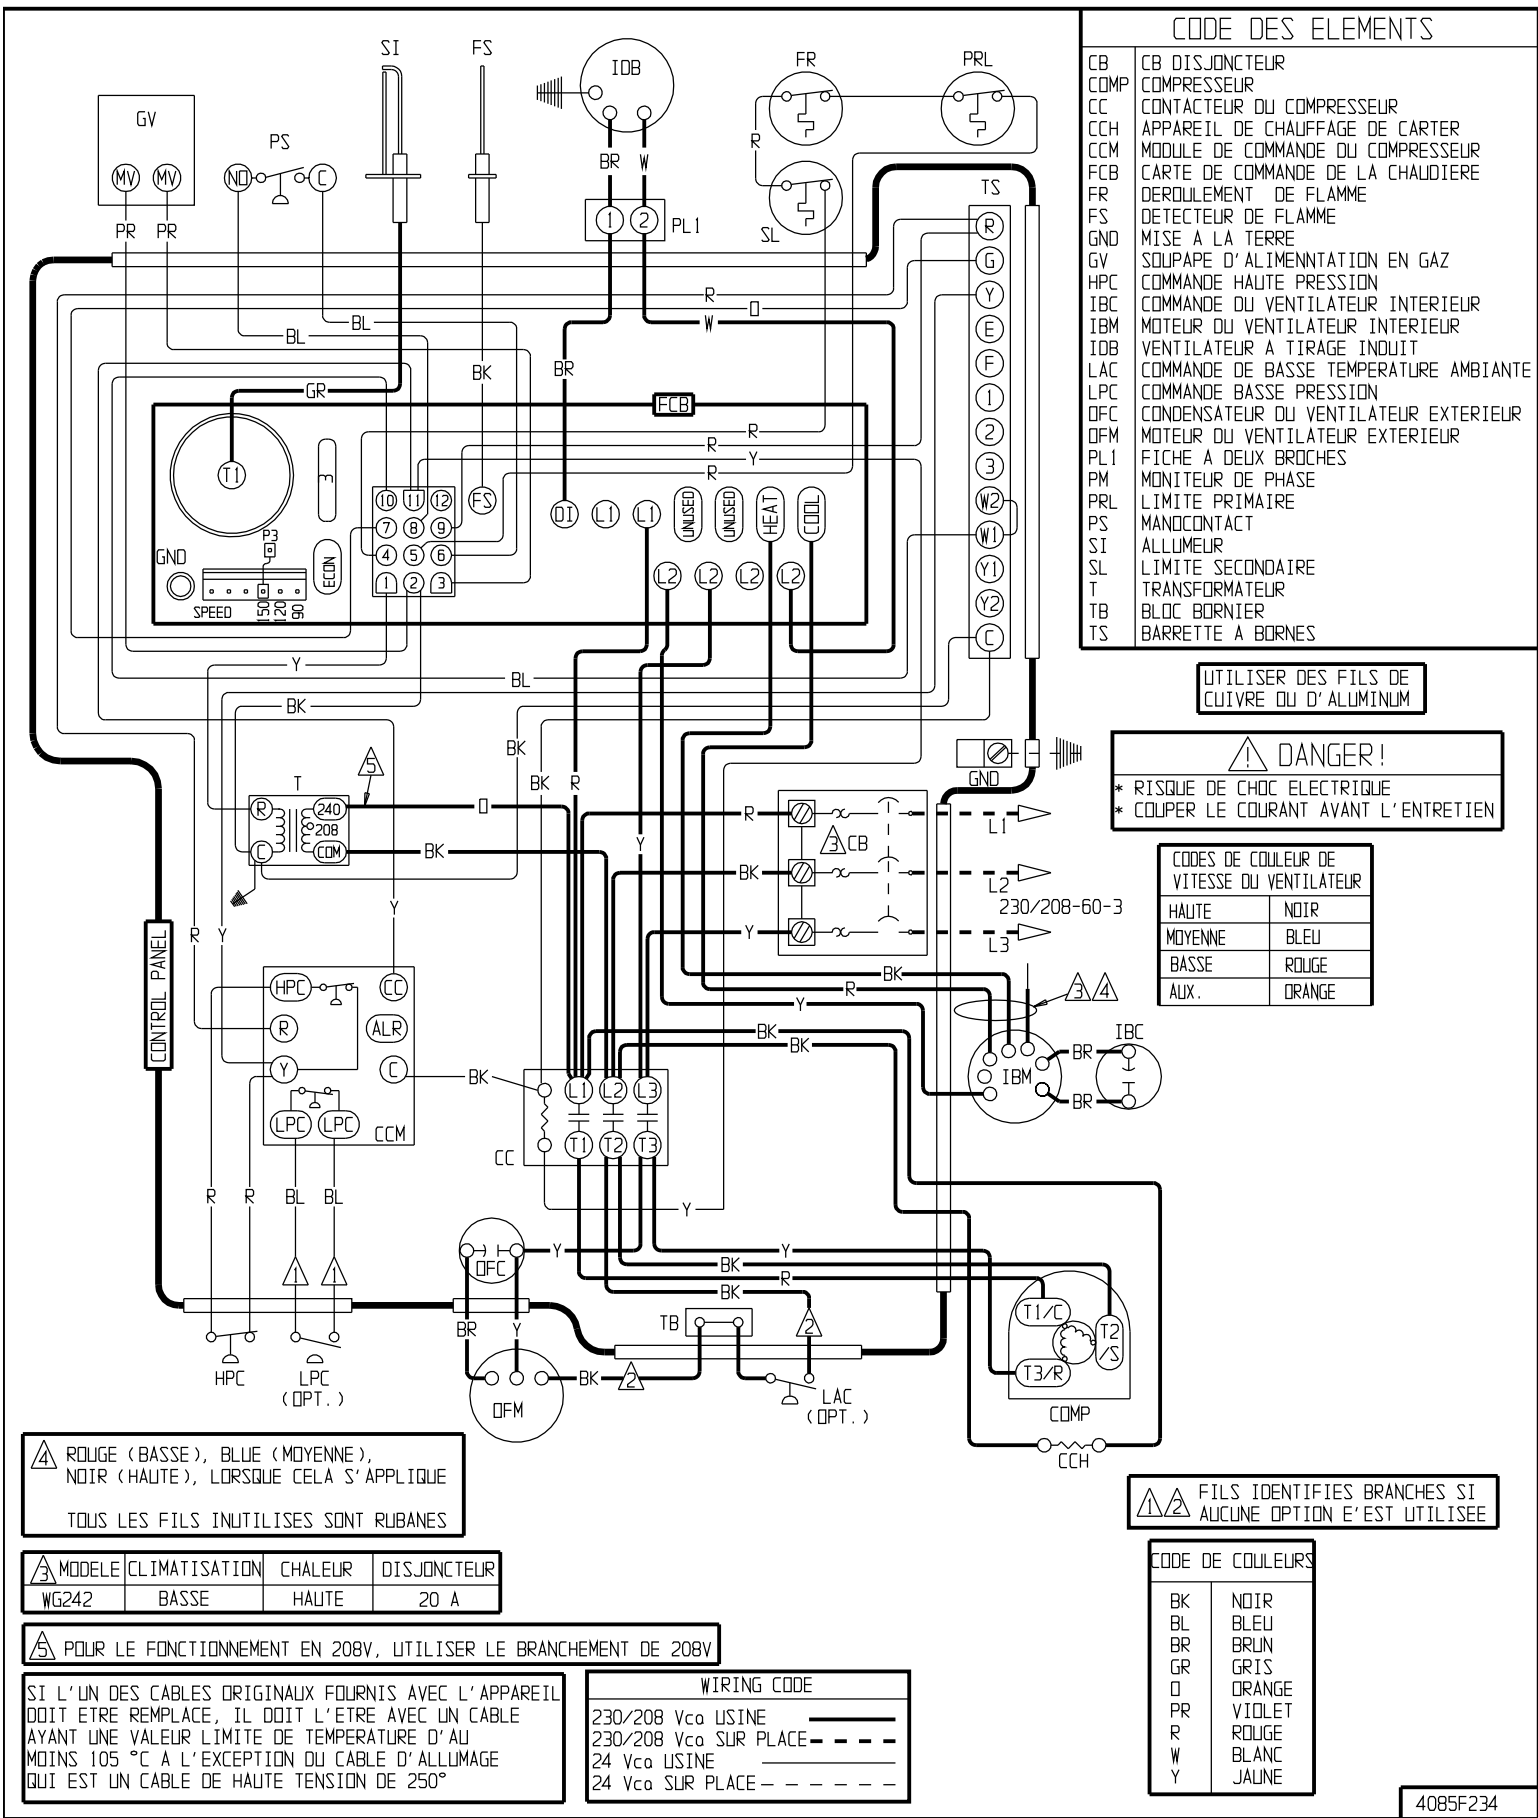 CODE DES ELEMENTS
CB CB DISJONCTEUR
COMP COMPRESSEUR
CC CONTACTEUR DU COMPRESSEUR
CCH APPAREIL DE CHAUFFAGE DE CARTER
CCM MODULE DE COMMANDE DU COMPRESSEUR
FCB CARTE DE COMMANDE DE LA CHAUDIERE
FR DEROULEMENT DE FLAMME
FS DETECTEUR DE FLAMME
GND MISE A LA TERRE
GV SOUPAPE D'ALIMENNTATION EN GAZ
HPC COMMANDE HAUTE PRESSION
IBC COMMANDE DU VENTILATEUR INTERIEUR
IBM MOTEUR DU VENTILATEUR INTERIEUR
IDB VENTILATEUR A TIRAGE INDUIT
LAC COMMANDE DE BASSE TEMPERATURE AMBIANTE
LPC COMMANDE BASSE PRESSION
OFC CONDENSATEUR DU VENTILATEUR EXTERIEUR
OFM MOTEUR DU VENTILATEUR EXTERIEUR
PL1 FICHE A DEUX BROCHES
PM MONITEUR DE PHASE
PRL LIMITE PRIMAIRE
PS MANOCONTACT
SI ALLUMEUR
SL LIMITE SECONDAIRE
T TRANSFORMATEUR
TB BLOC BORNIER
TS BARRETTE A BORNES
UTILISER DES FILS DE
CUIVRE OU D'ALUMINUM
! DANGER!
* RISQUE DE CHOC ELECTRIQUE
* COUPER LE COURANT AVANT L'ENTRETIEN
CODES DE COULEUR DE
VITESSE DU VENTILATEUR
HAUTE NOIR
MOYENNE BLEU
BASSE ROUGE
AUX. ORANGE
SI FS IDB FR PRL
GV PS
MV MV NO C
BR W R
PR PR 1 2 PL1 SL TS
R G Y E F 1 2 3 W2 W1 Y1 Y2 C
R
O
BL
BL
W
BK BR
GR
FCB
R
R
Y
R
T1 3
10 11 12 FS
7 8 9
4 5 6
1 2 3
DI L1 L1 UNUSED UNUSED HEAT COOL
L2 L2 L2 L2
GND P3 ECON
SPEED 150 120 90
Y
BL
BK
BK BK R
5
T
R 240
208
C COM
O
BK
Y
GND
R L1
3 CB
BK L2
230/208-60-3
Y L3
CONTROL PANEL
R Y Y
HPC CC
R ALR
Y C
LPC LPC CCM
BK
BK
R
Y
BK
BK
3 4
IBM IBC
BR
BR
L1 L2 L3
T1 T2 T3
CC
Y
R R BL BL
1 1
OFC Y Y
BK
R
BK
BR Y TB 2
HPC LPC
(OPT.)
OFM BK 2
LAC
(OPT.)
T1/C
T2/S
T3/R
COMP
CCH
4 ROUGE (BASSE), BLUE (MOYENNE),
NOIR (HAUTE), LORSQUE CELA S'APPLIQUE
TOUS LES FILS INUTILISES SONT RUBANES
3 MODELE CLIMATISATION CHALEUR DISJONCTEUR
WG242 BASSE HAUTE 20 A
5 POUR LE FONCTIONNEMENT EN 208V, UTILISER LE BRANCHEMENT DE 208V
SI L'UN DES CABLES ORIGINAUX FOURNIS AVEC L'APPAREIL
DOIT ETRE REMPLACE, IL DOIT L'ETRE AVEC UN CABLE
AYANT UNE VALEUR LIMITE DE TEMPERATURE D'AU
MOINS 105 °C A L'EXCEPTION DU CABLE D'ALLUMAGE
QUI EST UN CABLE DE HAUTE TENSION DE 250°
WIRING CODE
230/208 Vca USINE
230/208 Vca SUR PLACE
24 Vca USINE
24 Vca SUR PLACE
1 2 FILS IDENTIFIES BRANCHES SI
AUCUNE OPTION E'EST UTILISEE
CODE DE COULEURS
BK NOIR
BL BLEU
BR BRUN
GR GRIS
O ORANGE
PR VIOLET
R ROUGE
W BLANC
Y JAUNE
4085F234